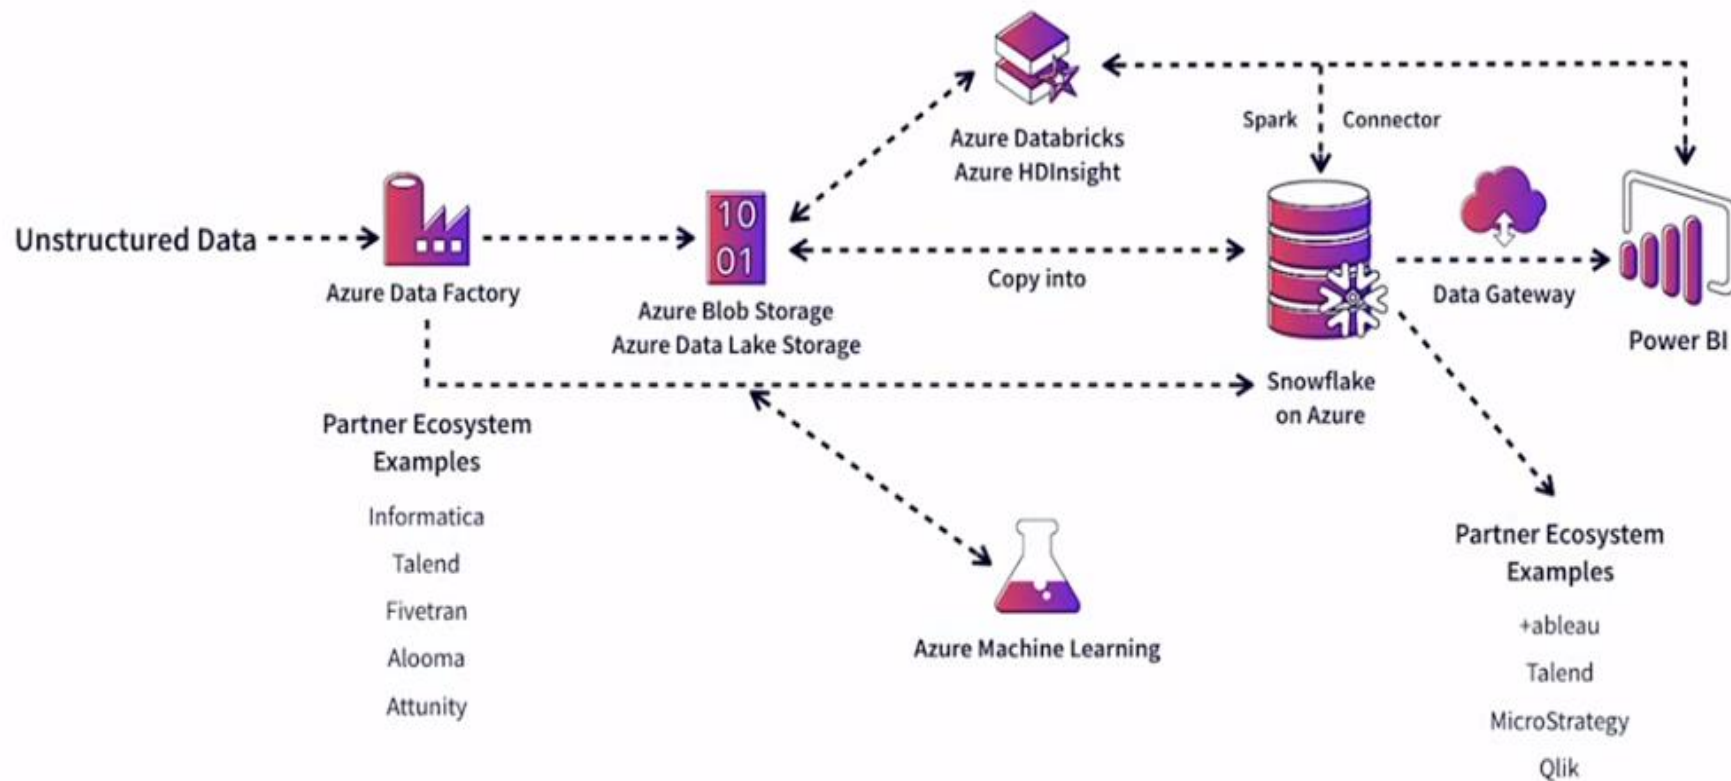 Unstructured Data
Azure Data Factory
10
01
Azure Blob Storage
Azure Data Lake Storage
Azure Databricks
Azure HDInsight
Spark Connector
Copy into
Snowflake
on Azure
Data Gateway
Power BI
Partner Ecosystem
Examples
Informatica
Talend
Fivetran
Alooma
Attunity
Azure Machine Learning
Partner Ecosystem
Examples
+ableau
Talend
MicroStrategy
Qlik